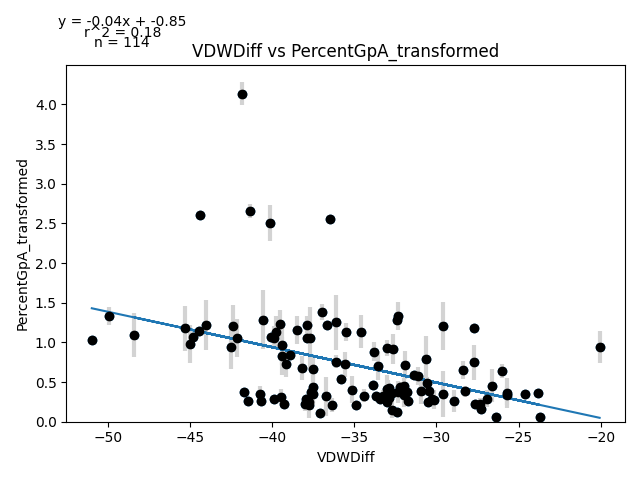 y = -0.04x + -0.85
r^2 = 0.18
n = 114
VDWDiff vs PercentGpA_transformed
PercentGpA_transformed
4.0
3.5
3.0
2.5
2.0
1.5
1.0
0.5
0.0
−50 −45 −40 −35 −30 −25 −20
VDWDiff